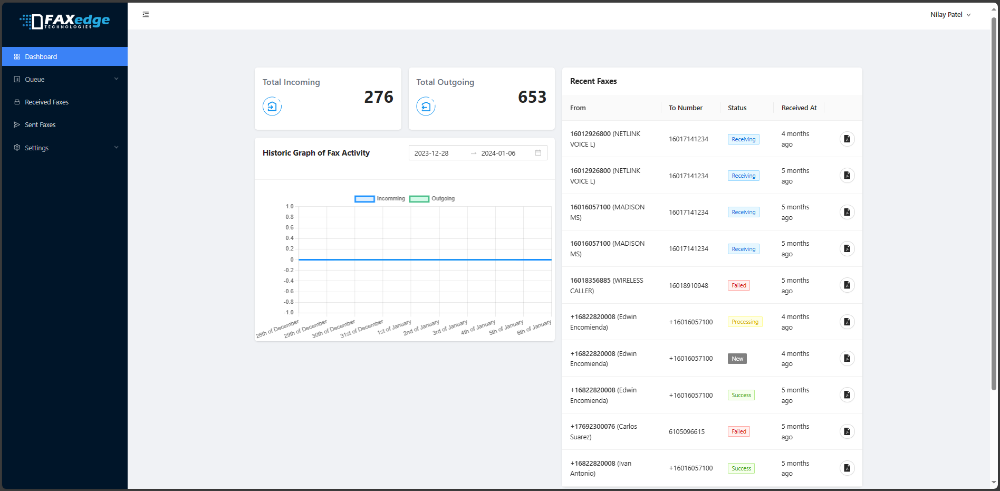 FAXedge
TECHNOLOGIES
Nilay Patel
Dashboard
Queue
Received Faxes
Sent Faxes
Settings
Total Incoming
276
Total Outgoing
653
Historic Graph of Fax Activity
2023-12-28
2024-01-06
Incomming
Outgoing
1.0
0.8
0.6
0.4
0.2
0
-0.2
-0.4
-0.6
-0.8
-1.0
28th of December
29th of December
30th of December
31st of December
1st of January
2nd of January
3rd of January
4th of January
5th of January
6th of January
Recent Faxes
From To Number Status Received At
16012926800 (NETLINK
VOICE L)
16017141234
Receiving
4 months
ago
16012926800 (NETLINK
VOICE L)
16017141234
Receiving
5 months
ago
16016057100 (MADISON
MS)
16017141234
Receiving
5 months
ago
16016057100 (MADISON
MS)
16017141234
Receiving
5 months
ago
16018356885 (WIRELESS
CALLER)
16018910948
Failed
5 months
ago
+16822820008 (Edwin
Encomienda)
+16016057100
Processing
4 months
ago
+16822820008 (Edwin
Encomienda)
+16016057100
New
4 months
ago
+16822820008 (Edwin
Encomienda)
+16016057100
Success
5 months
ago
+17692300076 (Carlos
Suarez)
6105096615
Failed
5 months
ago
+16822820008 (Ivan
Antonio)
+16016057100
Success
5 months
ago